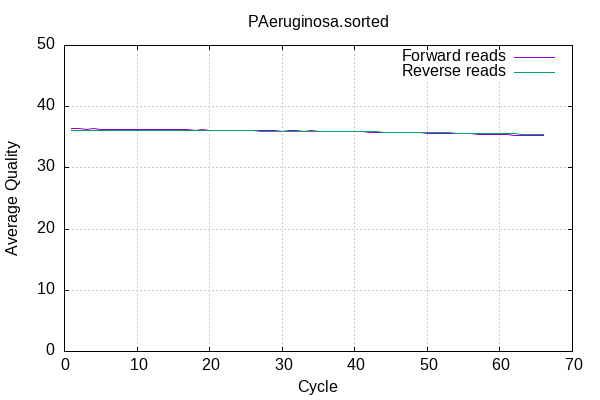 PAeruginosa.sorted
50
Forward reads
Reverse reads
40
30
20
10
0
Average Quality
0 10 20 30 40 50 60 70
Cycle